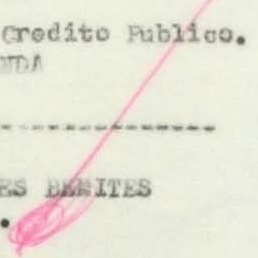 Credito Publico.
NDA
--------------------
ES BENITES
.